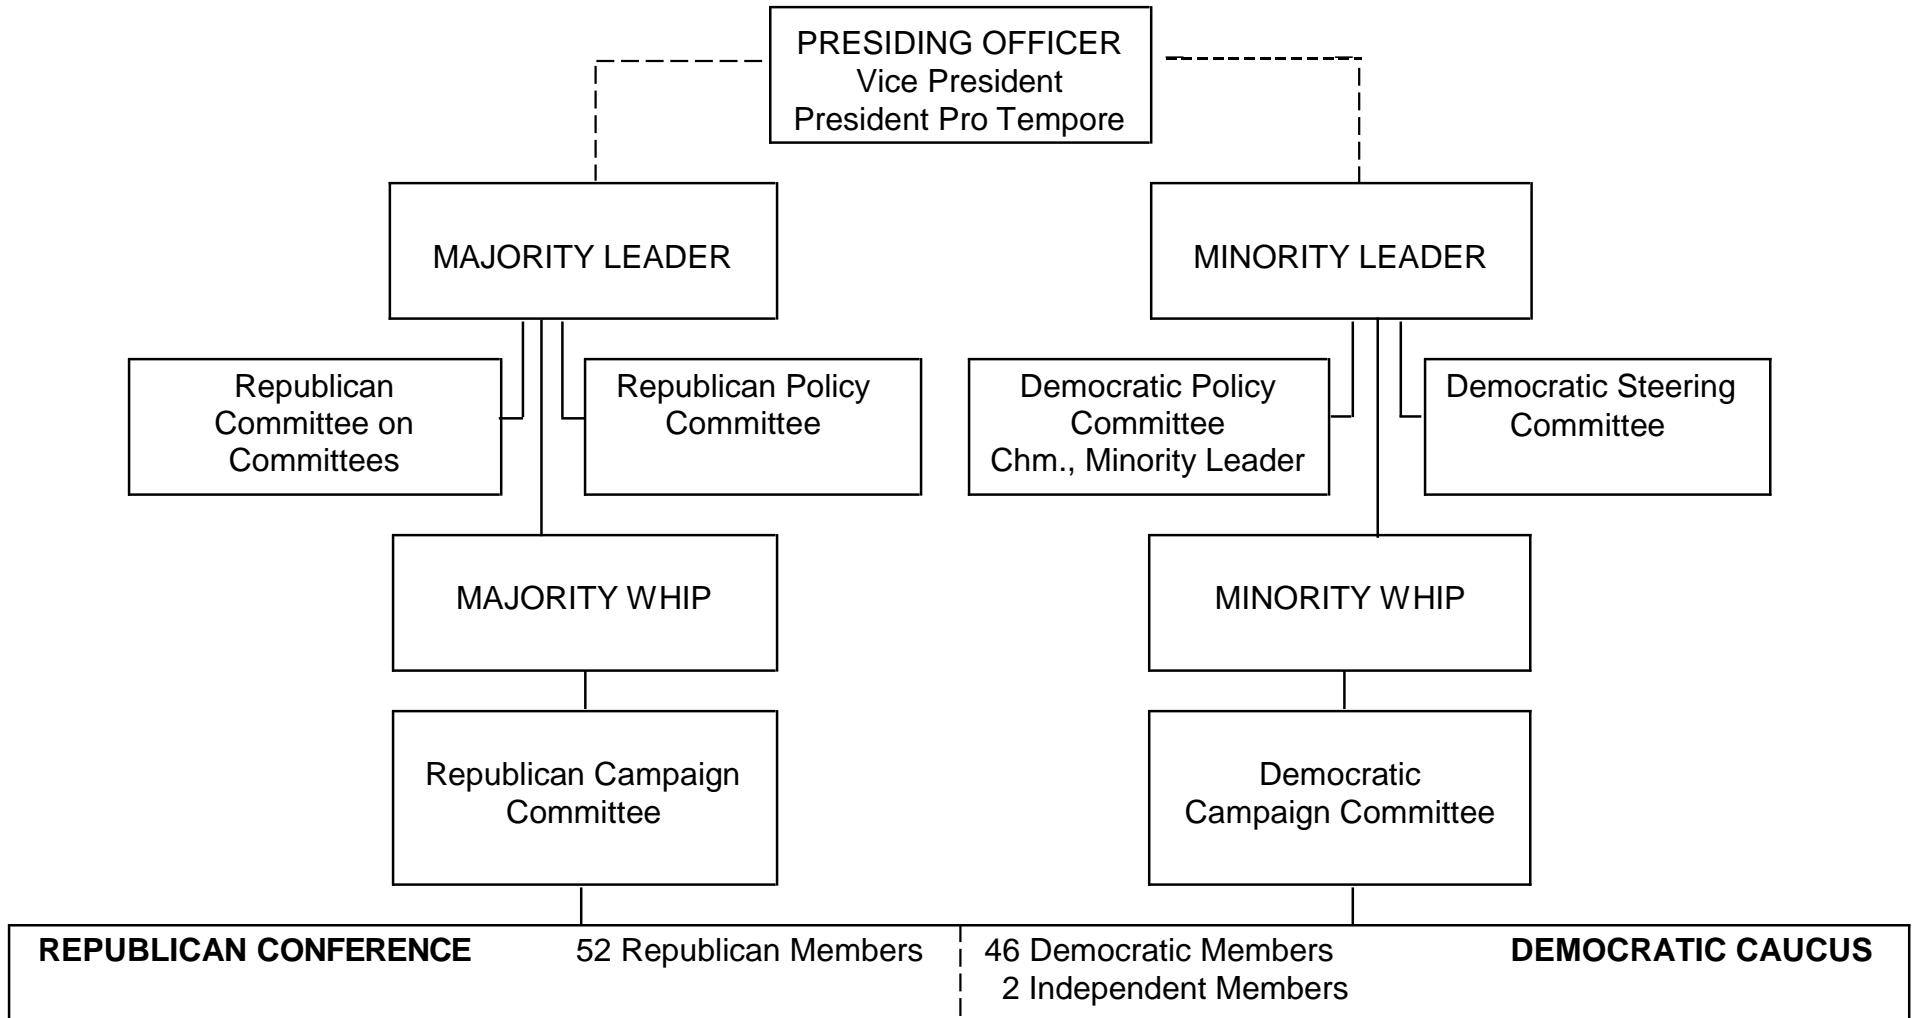 PRESIDING OFFICER
Vice President
President Pro Tempore
MAJORITY LEADER
MINORITY LEADER
Republican
Committee on
Committees
Republican Policy
Committee
Democratic Policy
Committee
Chm., Minority Leader
Democratic Steering
Committee
MAJORITY WHIP
MINORITY WHIP
Republican Campaign
Committee
Democratic
Campaign Committee
REPUBLICAN CONFERENCE 52 Republican Members
46 Democratic Members DEMOCRATIC CAUCUS
2 Independent Members